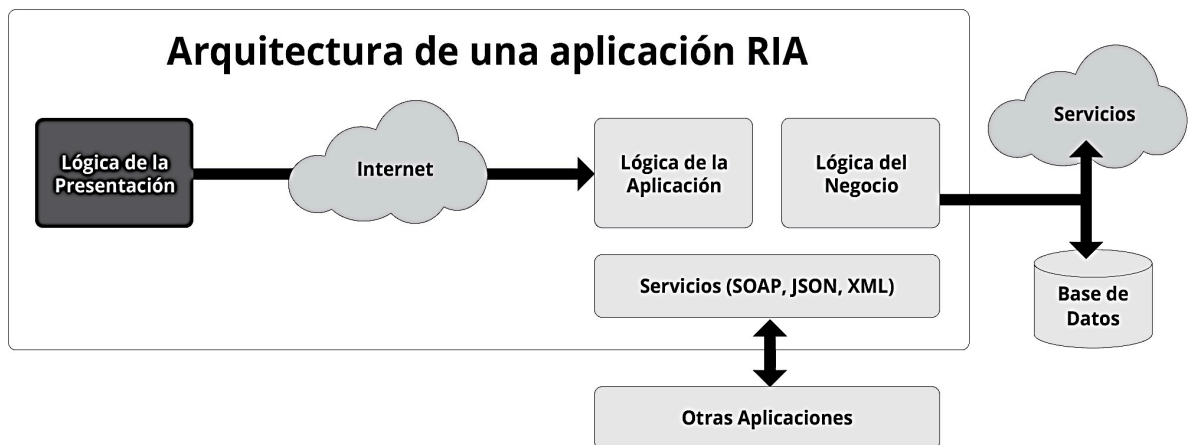 Arquitectura de una aplicación RIA
Lógica de la
Presentación
Internet
Lógica de la
Aplicación
Lógica del
Negocio
Servicios
Servicios (SOAP, JSON, XML)
Base de
Datos
Otras Aplicaciones